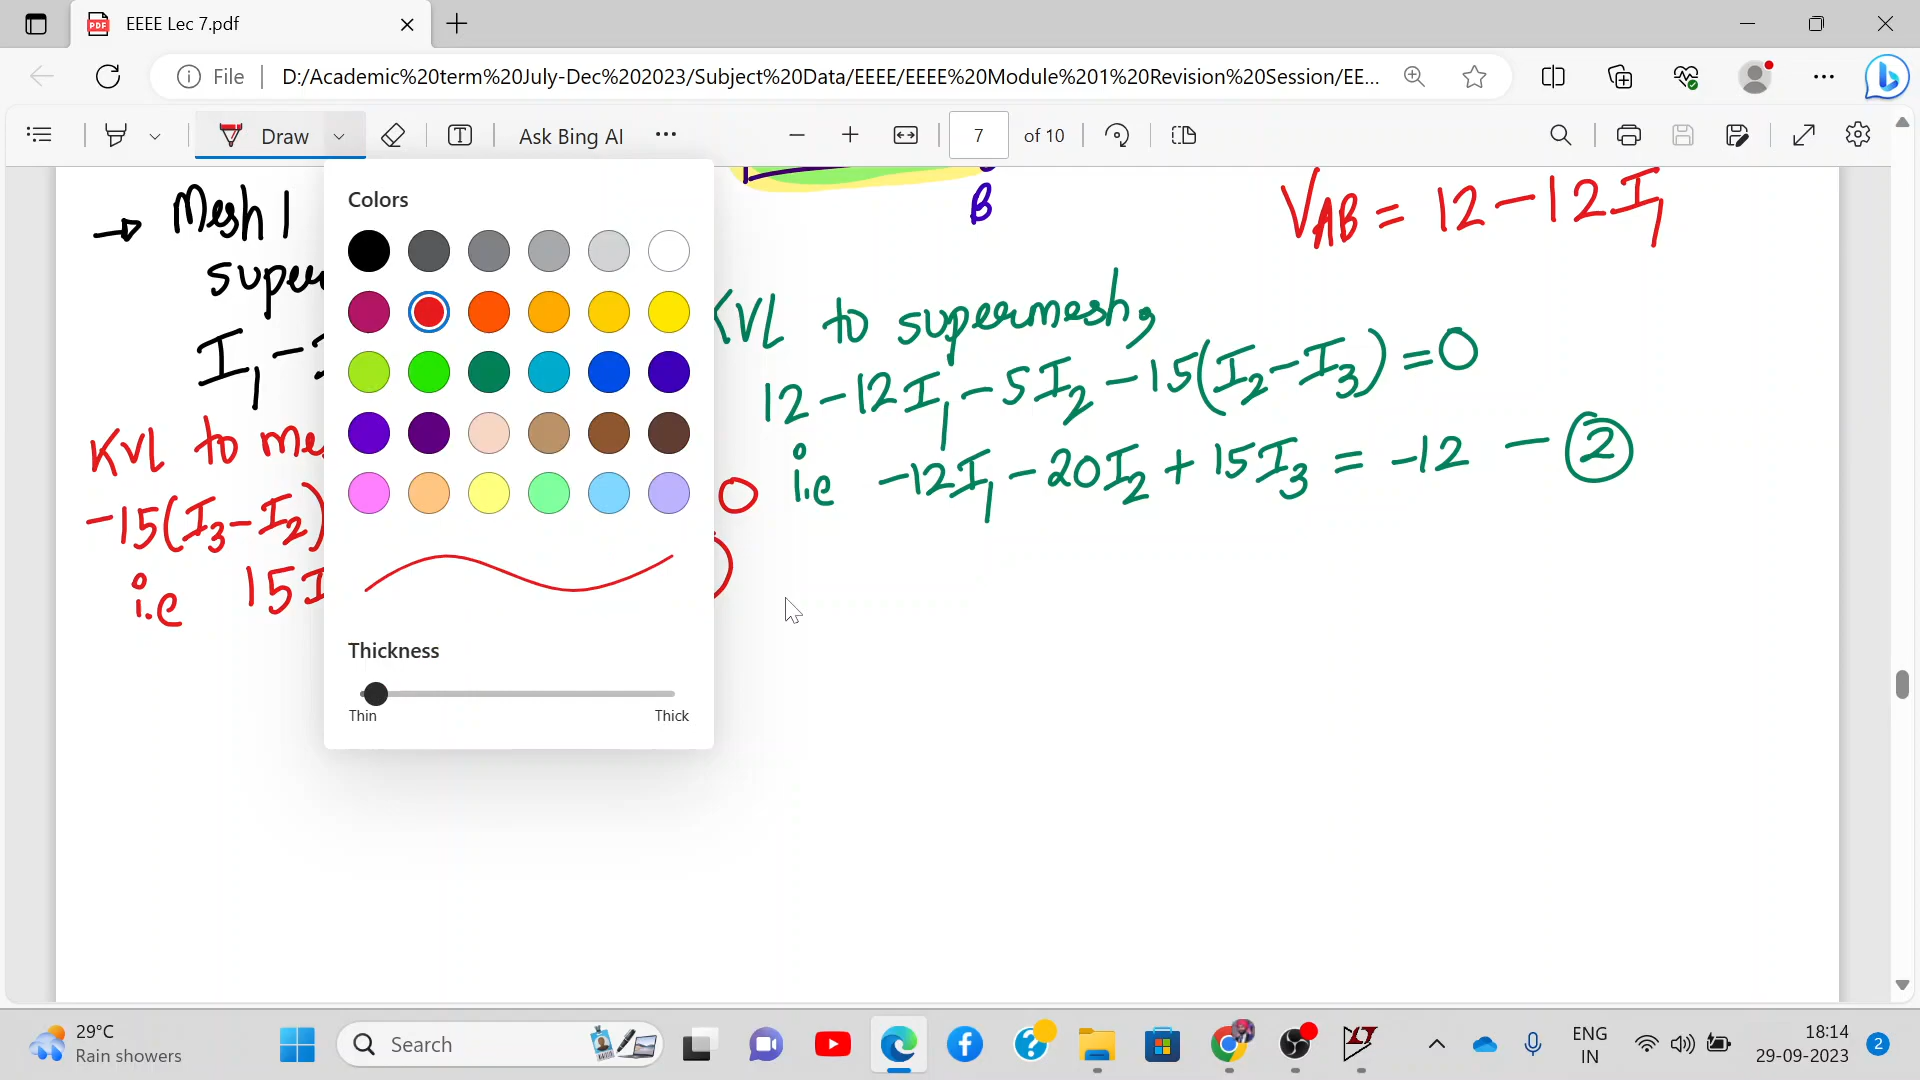 EEEE Lec 7.pdf
File
D:/Academic%20term%20July-Dec%202023/Subject%20Data/EEEE/EEEE%20Module%201%20Revision%20Session/EE...
Draw
Ask Bing AI
7 of 10
Colors
Thickness
Thin Thick
B
V_AB = 12 - 12I₁
→ Mesh 1
I₁ -
KVL to
-15(I₃-I₂)
0
i.e 15I
KVL to supermesh,
12 - 12I₁ - 5I₂ - 15(I₂-I₃) = 0
i.e -12I₁ - 20I₂ + 15I₃ = -12 — ②
29°C
Rain showers
Search
ENG
IN
18:14
29-09-2023
2